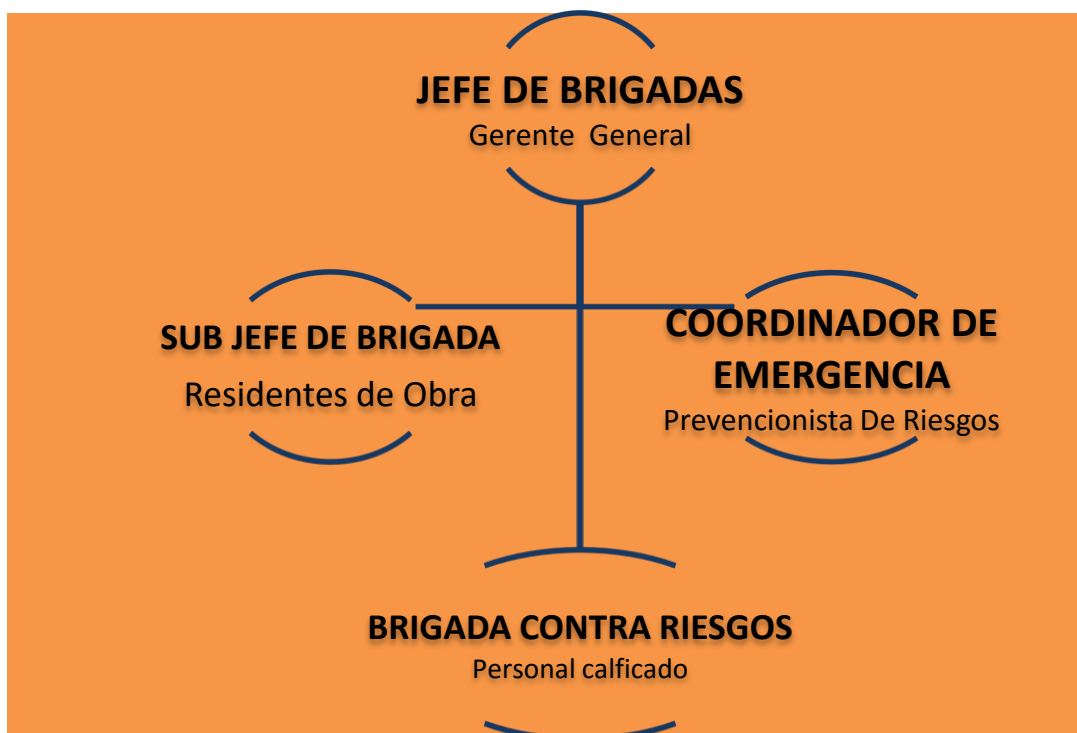 JEFE DE BRIGADAS
Gerente General
SUB JEFE DE BRIGADA
Residentes de Obra
COORDINADOR DE
EMERGENCIA
Prevencionista De Riesgos
BRIGADA CONTRA RIESGOS
Personal calficado